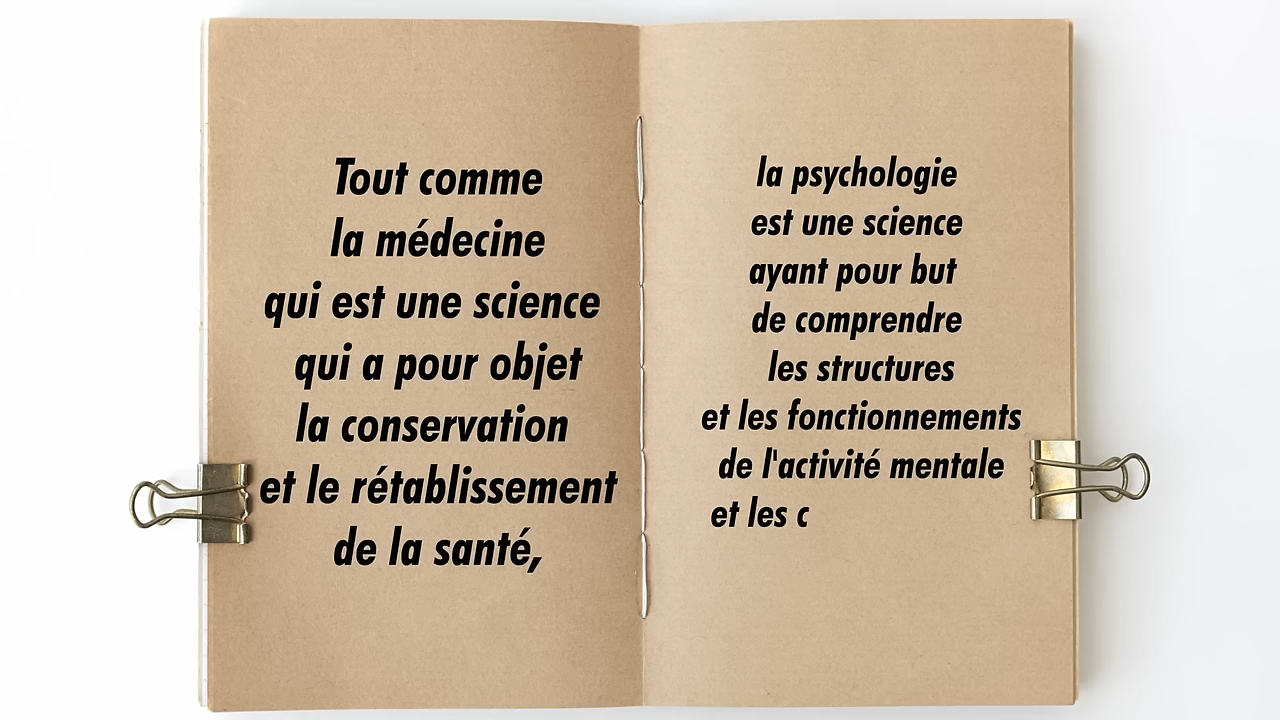 Tout comme
la médecine
qui est une science
qui a pour objet
la conservation
et le rétablissement
de la santé,
la psychologie
est une science
ayant pour but
de comprendre
les structures
et les fonctionnements
de l'activité mentale
et les c